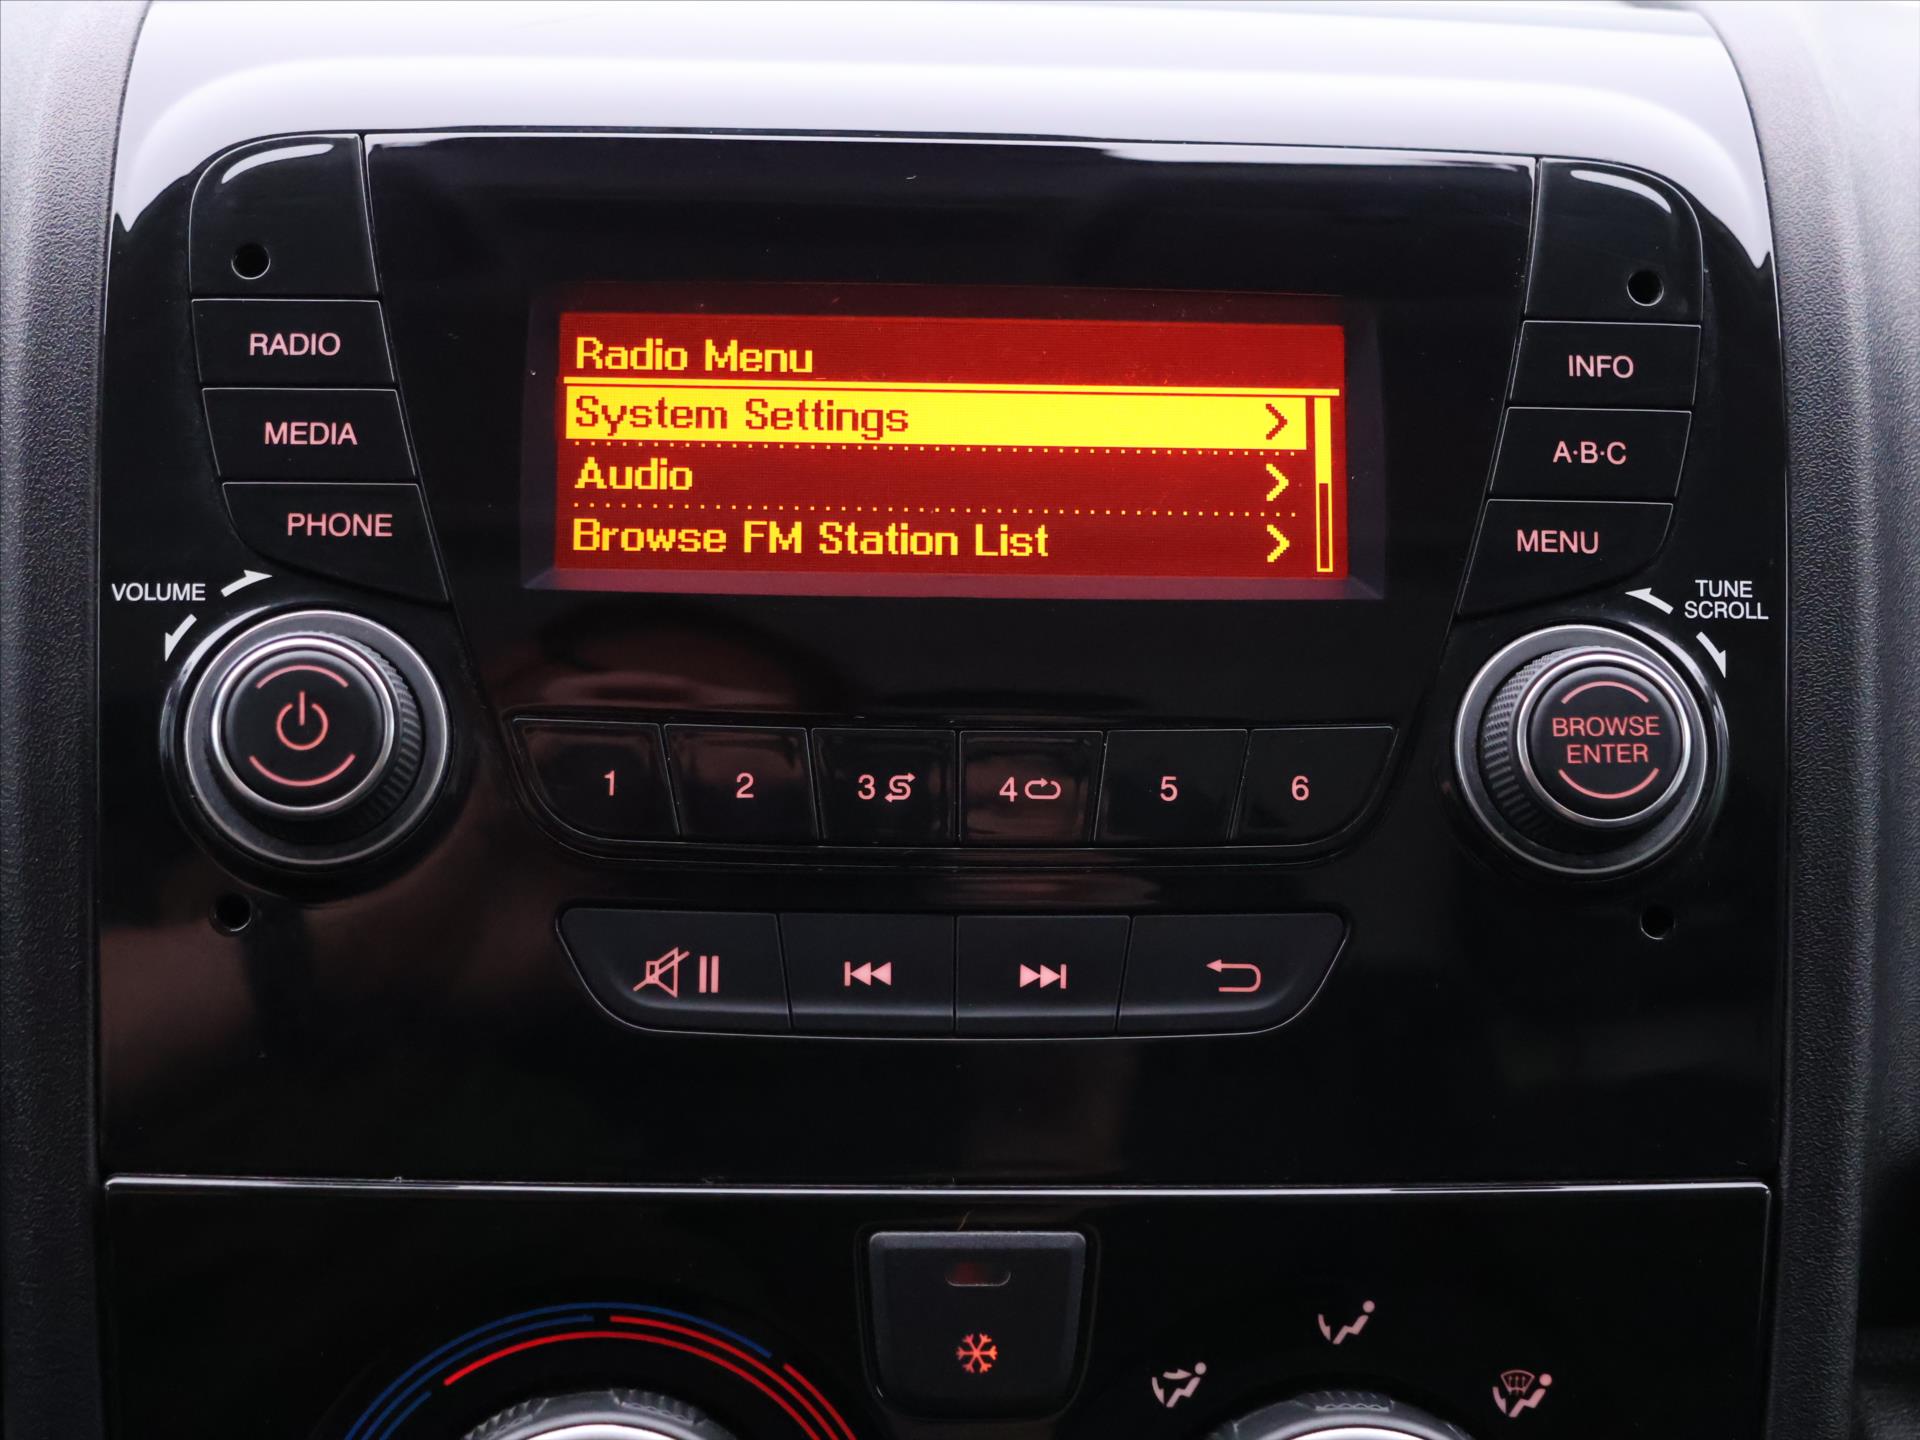 Radio Menu
System Settings
Audio
Browse FM Station List
RADIO
MEDIA
PHONE
VOLUME
INFO
A·B·C
MENU
TUNE
SCROLL
BROWSE
ENTER
1
2
3
4
5
6